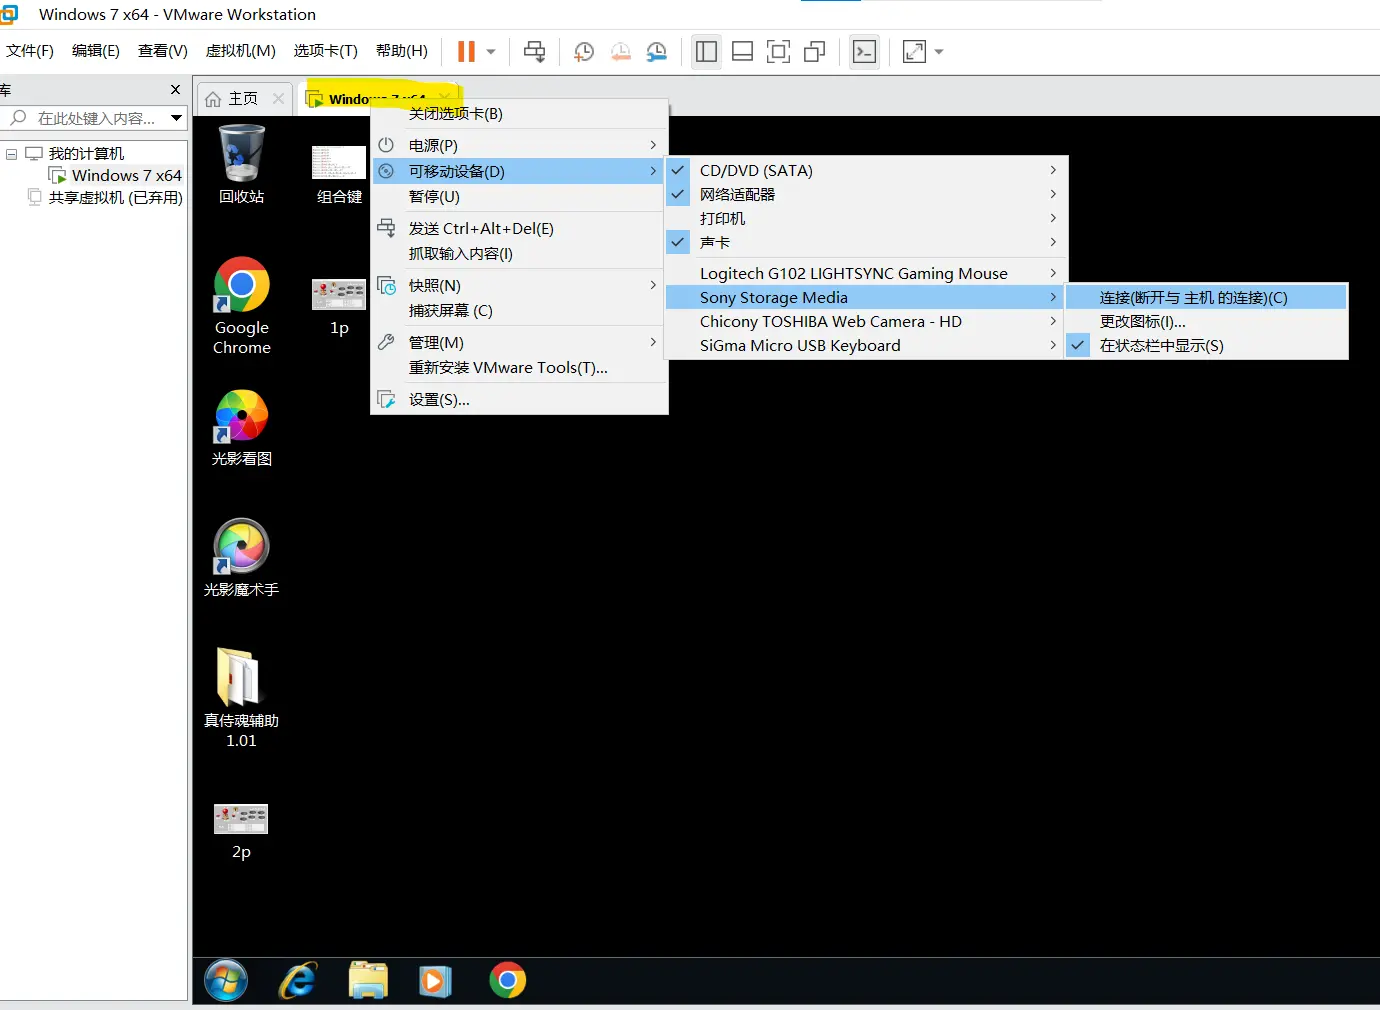 Windows 7 x64 - VMware Workstation
文件(F) 编辑(E) 查看(V) 虚拟机(M) 选项卡(T) 帮助(H)
库
在此处键入内容...
我的计算机
Windows 7 x64
共享虚拟机 (已弃用)
主页
Windows 7 x64
关闭选项卡(B)
电源(P)
可移动设备(D)
暂停(U)
发送 Ctrl+Alt+Del(E)
抓取输入内容(I)
快照(N)
捕获屏幕 (C)
管理(M)
重新安装 VMware Tools(T)...
设置(S)...
CD/DVD (SATA)
网络适配器
打印机
声卡
Logitech G102 LIGHTSYNC Gaming Mouse
Sony Storage Media
Chicony TOSHIBA Web Camera - HD
SiGma Micro USB Keyboard
连接(断开与 主机 的连接)(C)
更改图标(I)...
在状态栏中显示(S)
回收站
组合键
Google
Chrome
1p
光影看图
光影魔术手
真侍魂辅助
1.01
2p